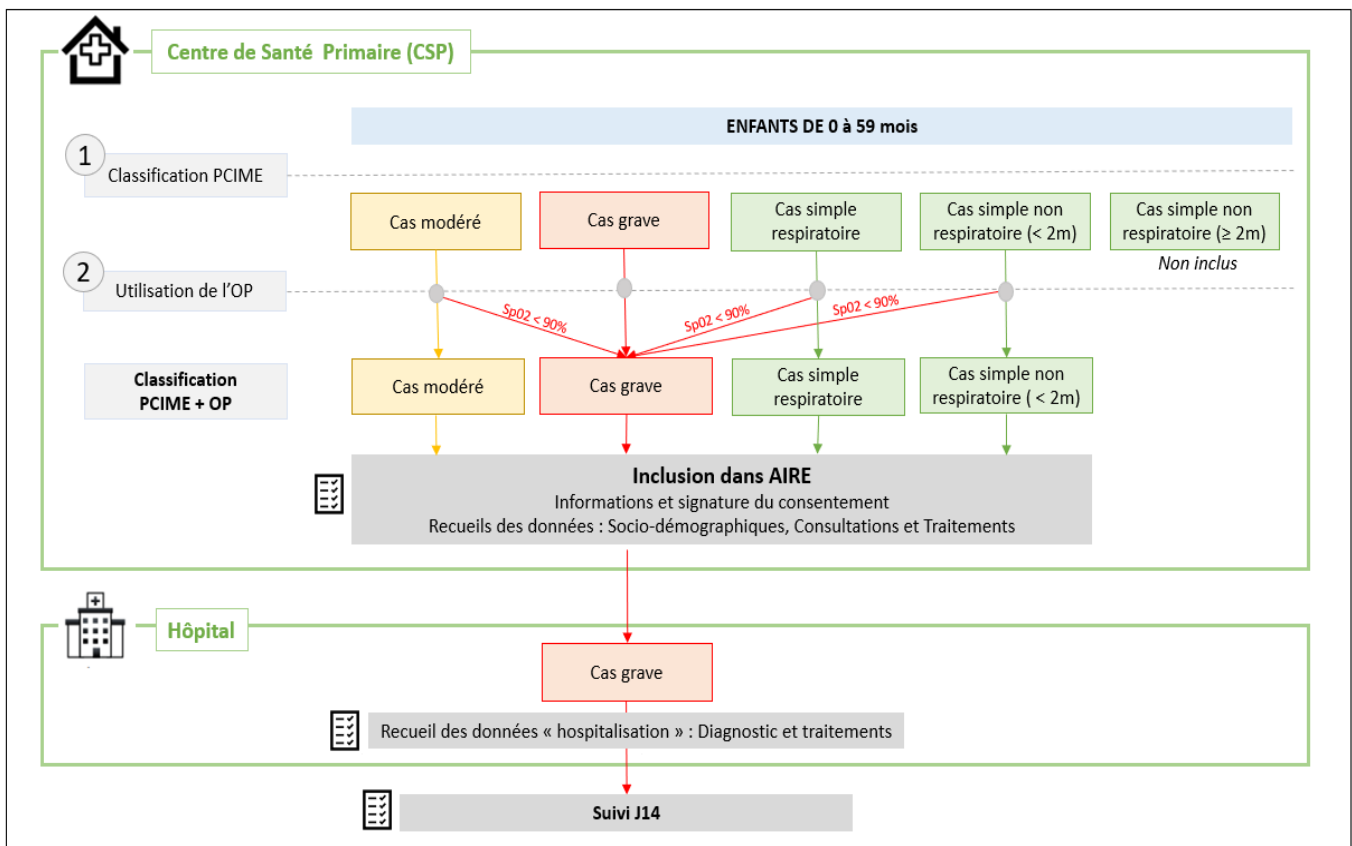 Centre de Santé Primaire (CSP)
ENFANTS DE 0 à 59 mois
1
Classification PCIME
Cas modéré
Cas grave
Cas simple
respiratoire
Cas simple non
respiratoire (< 2m)
Cas simple non
respiratoire (≥ 2m)
Non inclus
2
Utilisation de l'OP
Sp02 < 90%
Sp02 < 90%
Sp02 < 90%
Classification
PCIME + OP
Cas modéré
Cas grave
Cas simple
respiratoire
Cas simple non
respiratoire ( < 2m)
Inclusion dans AIRE
Informations et signature du consentement
Recueils des données : Socio-démographiques, Consultations et Traitements
Hôpital
Cas grave
Recueil des données « hospitalisation » : Diagnostic et traitements
Suivi J14